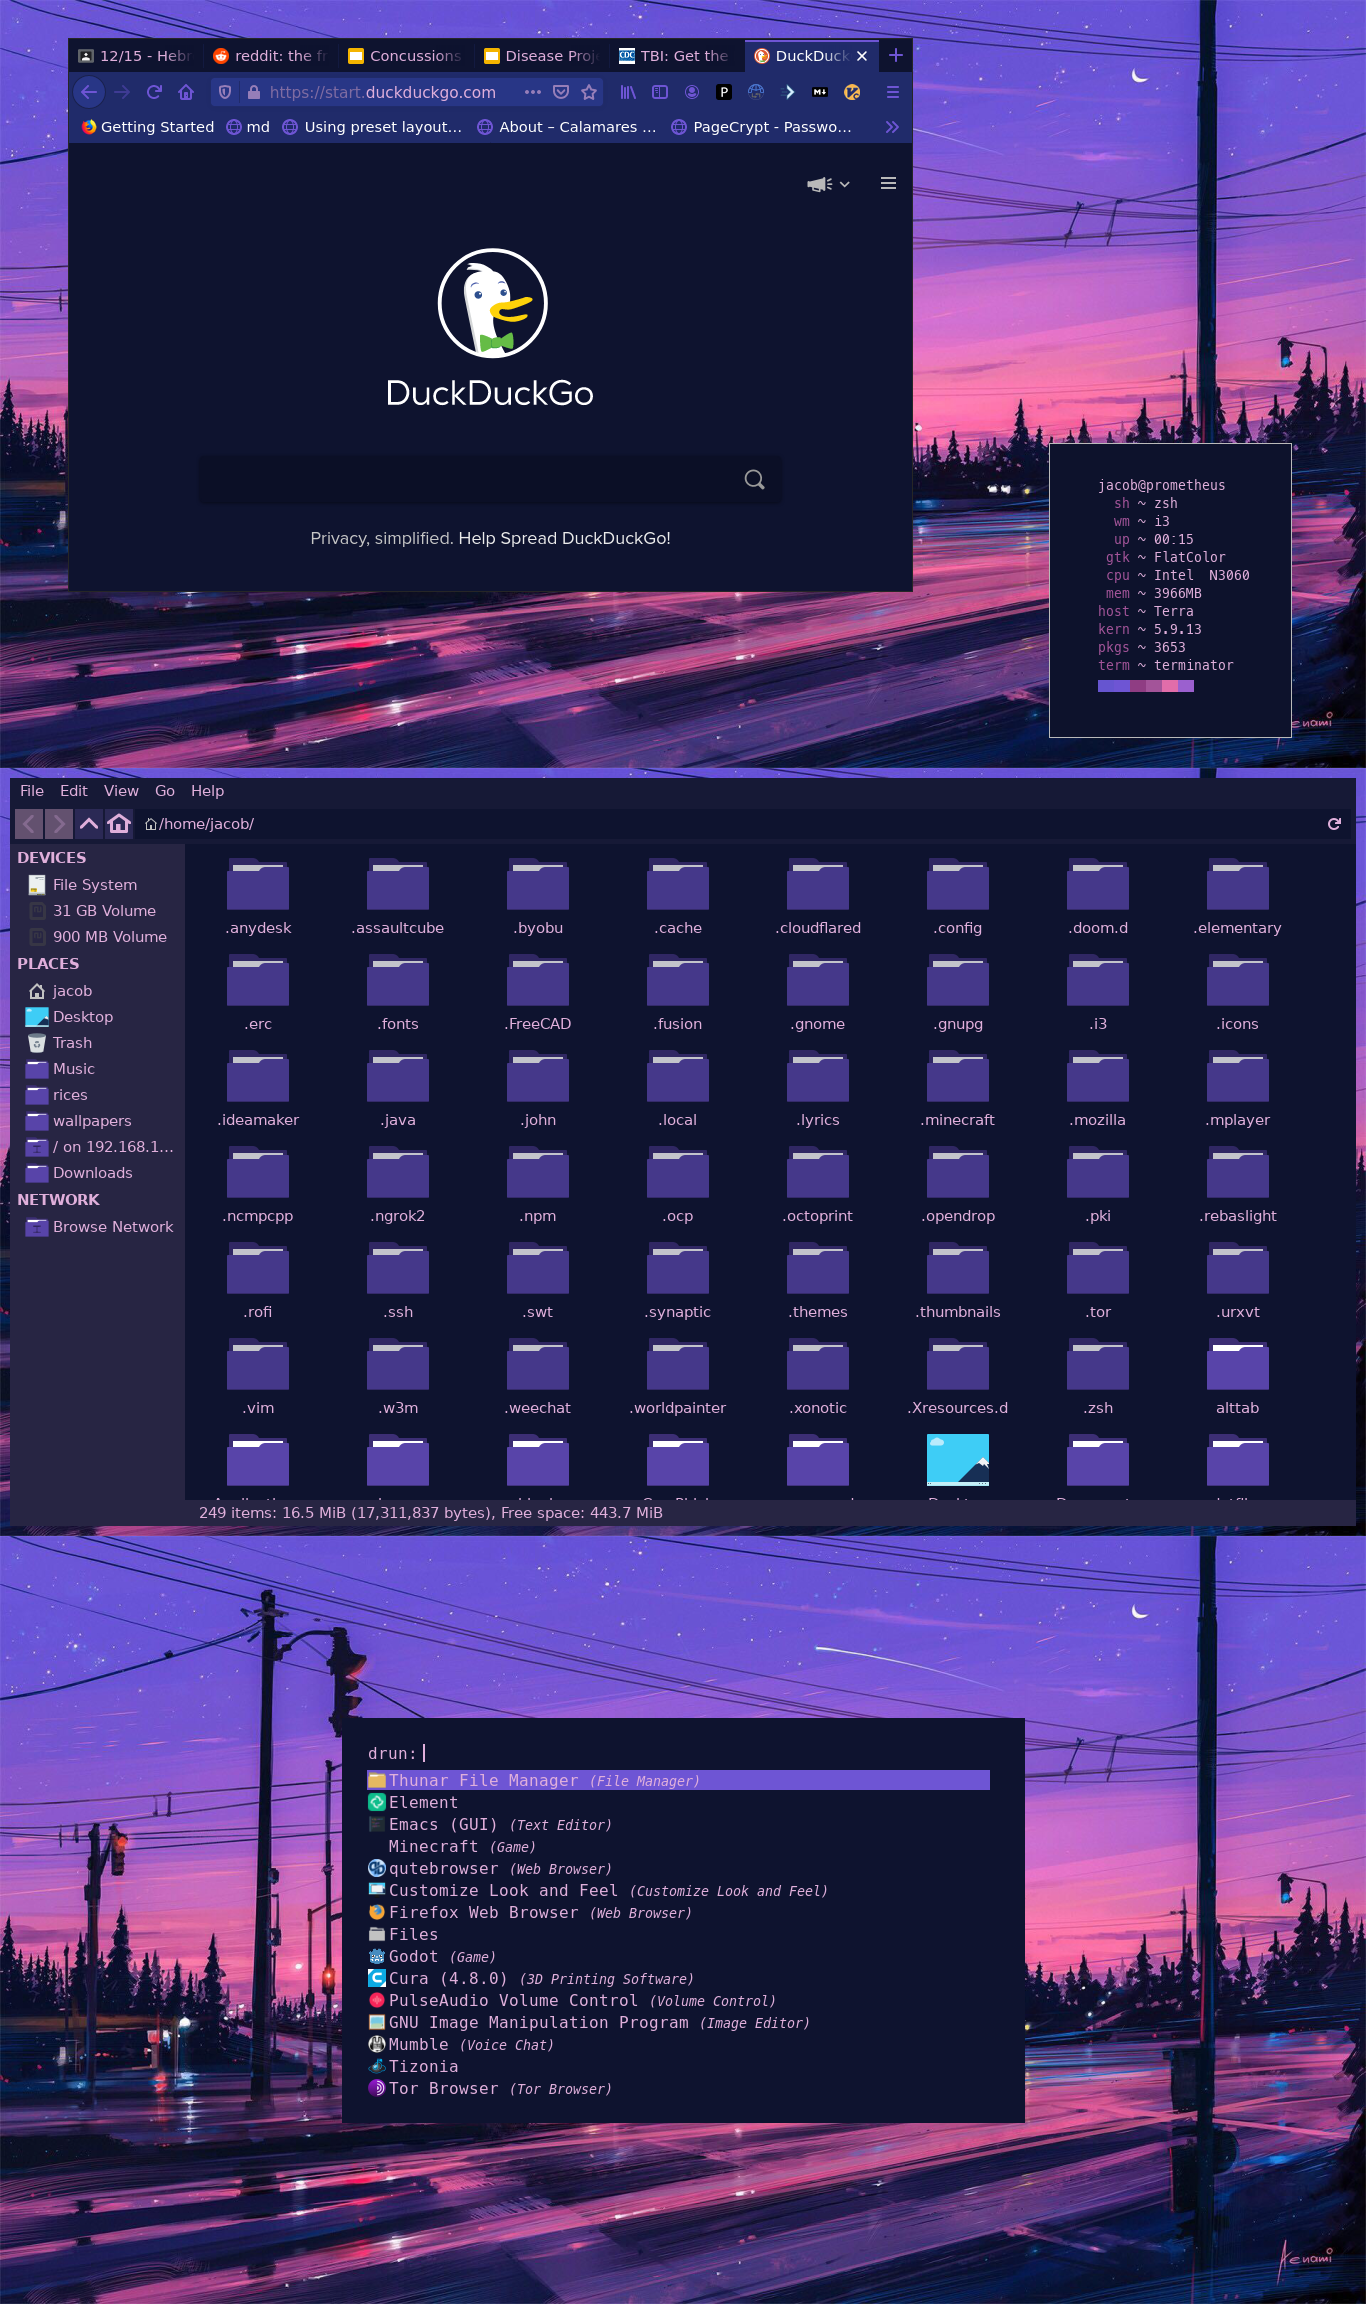 12/15 - Hebr
reddit: the fr
Concussions
Disease Proj
TBI: Get the
DuckDuck
https://start.duckduckgo.com
P
Getting Started
md
Using preset layout...
About – Calamares ...
PageCrypt - Passwo...
DuckDuckGo
Privacy, simplified. Help Spread DuckDuckGo!
jacob@prometheus
sh ~ zsh
wm ~ i3
up ~ 00:15
gtk ~ FlatColor
cpu ~ Intel N3060
mem ~ 3966MB
host ~ Terra
kern ~ 5.9.13
pkgs ~ 3653
term ~ terminator
enami
File Edit View Go Help
/home/jacob/
DEVICES
File System
31 GB Volume
900 MB Volume
PLACES
jacob
Desktop
Trash
Music
rices
wallpapers
/ on 192.168.1...
Downloads
NETWORK
Browse Network
.anydesk .assaultcube .byobu .cache .cloudflared .config .doom.d .elementary
.erc .fonts .FreeCAD .fusion .gnome .gnupg .i3 .icons
.ideamaker .java .john .local .lyrics .minecraft .mozilla .mplayer
.ncmpcpp .ngrok2 .npm .ocp .octoprint .opendrop .pki .rebaslight
.rofi .ssh .swt .synaptic .themes .thumbnails .tor .urxvt
.vim .w3m .weechat .worldpainter .xonotic .Xresources.d .zsh alttab
249 items: 16.5 MiB (17,311,837 bytes), Free space: 443.7 MiB
drun:
Thunar File Manager (File Manager)
Element
Emacs (GUI) (Text Editor)
Minecraft (Game)
qutebrowser (Web Browser)
Customize Look and Feel (Customize Look and Feel)
Firefox Web Browser (Web Browser)
Files
Godot (Game)
Cura (4.8.0) (3D Printing Software)
PulseAudio Volume Control (Volume Control)
GNU Image Manipulation Program (Image Editor)
Mumble (Voice Chat)
Tizonia
Tor Browser (Tor Browser)
Aenami